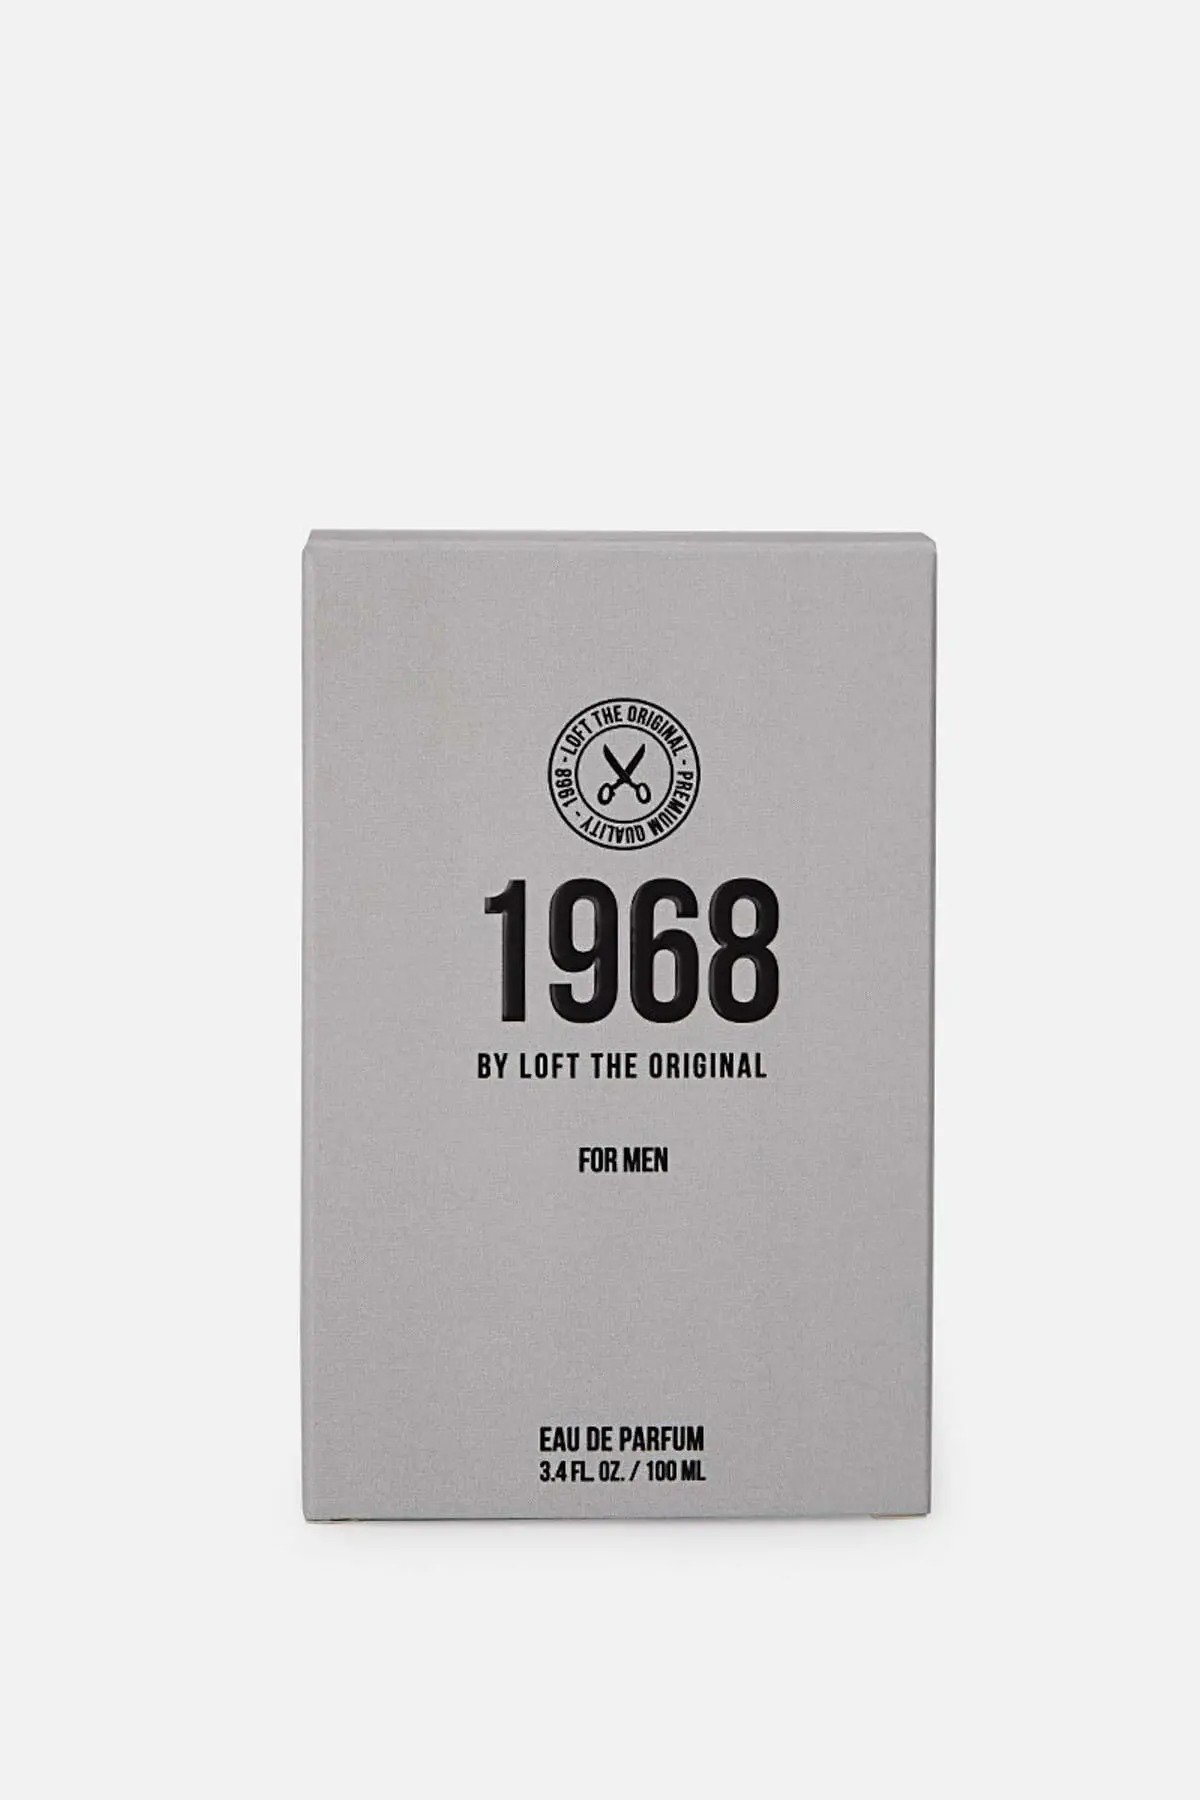 LOFT THE ORIGINAL - PREMIUM QUALITY - 1968 -
1968
BY LOFT THE ORIGINAL
FOR MEN
EAU DE PARFUM
3.4 FL. OZ. / 100 ML